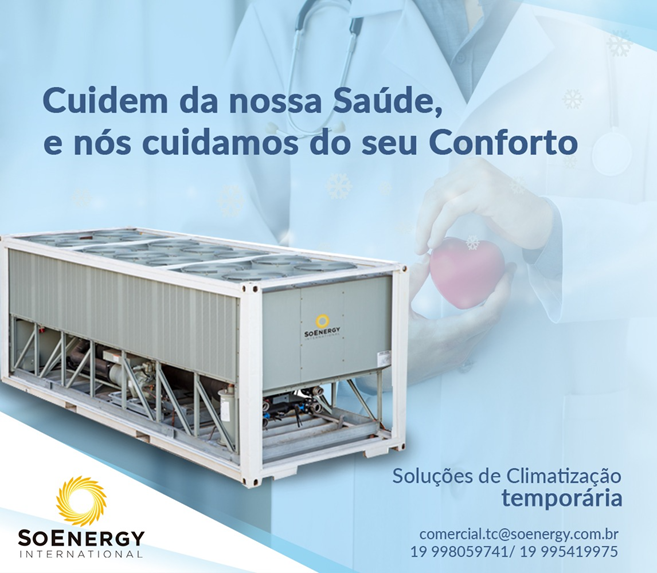 Cuidem da nossa Saúde,
e nós cuidamos do seu Conforto
SOENERGY
INTERNATIONAL
Soluções de Climatização
temporária
SOENERGY
INTERNATIONAL
comercial.tc@soenergy.com.br
19 998059741/ 19 995419975